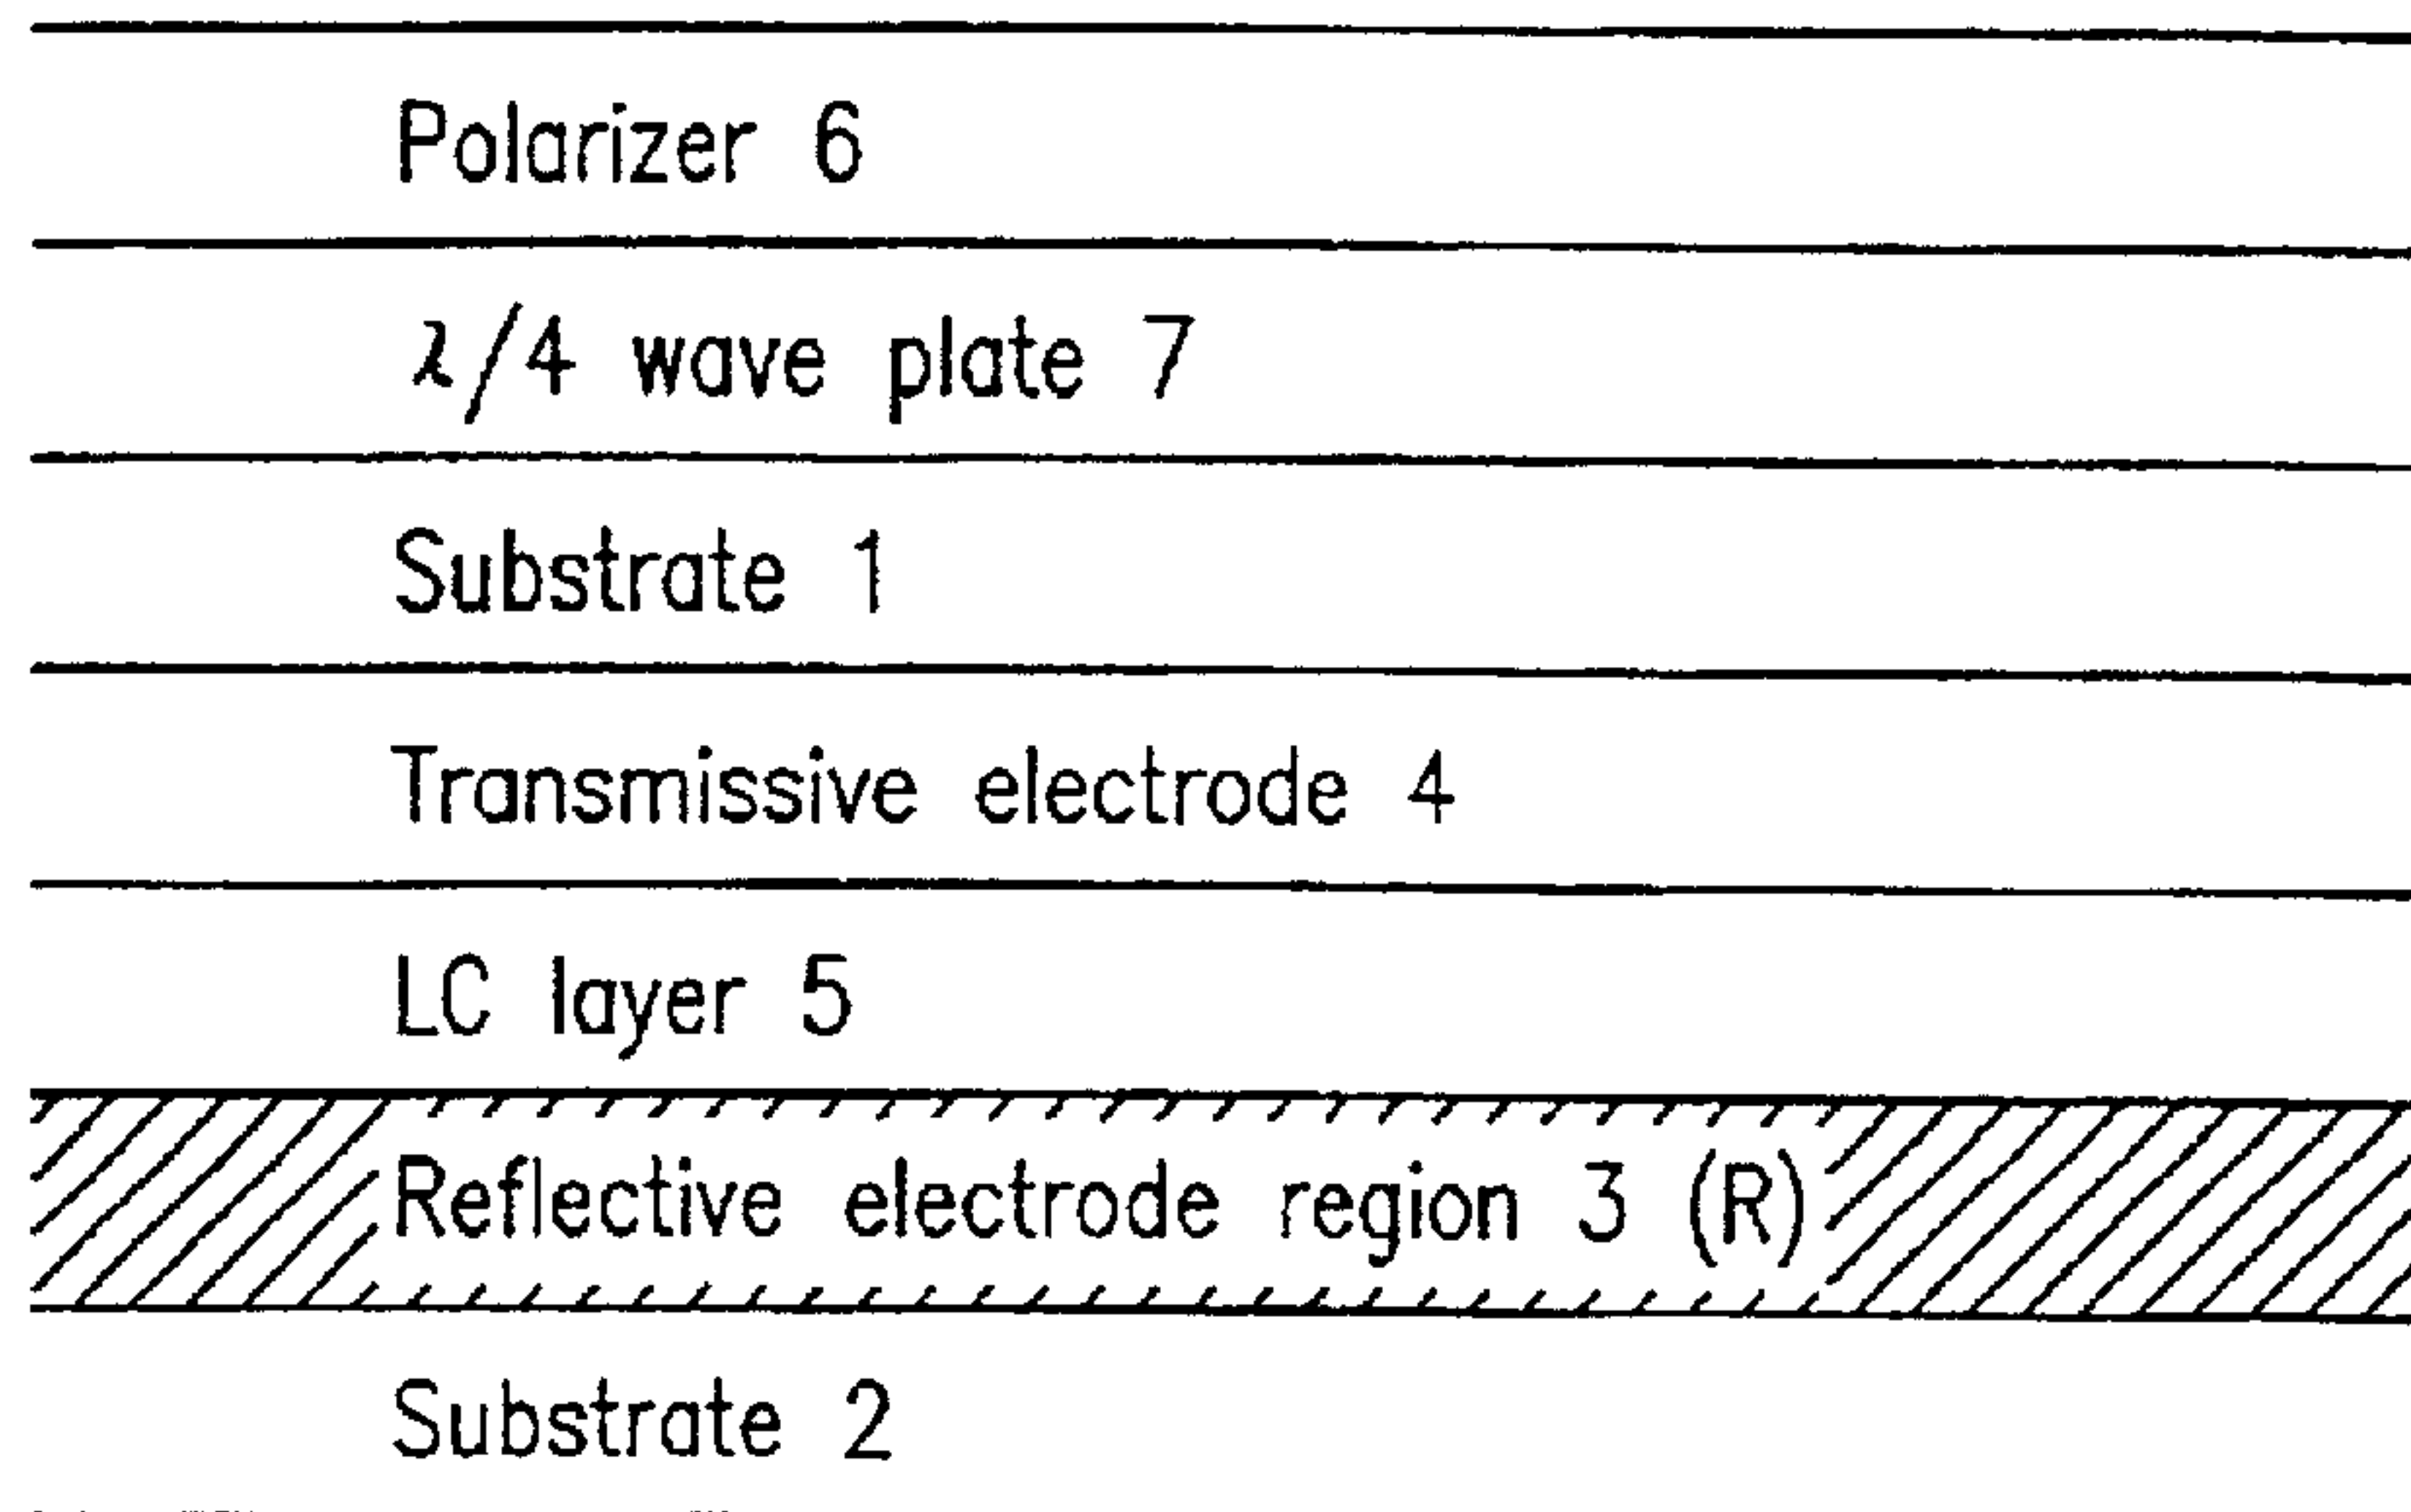 Polarizer 6
λ/4 wave plate 7
Substrate 1
Transmissive electrode 4
LC layer 5
Reflective electrode region 3 (R)
Substrate 2